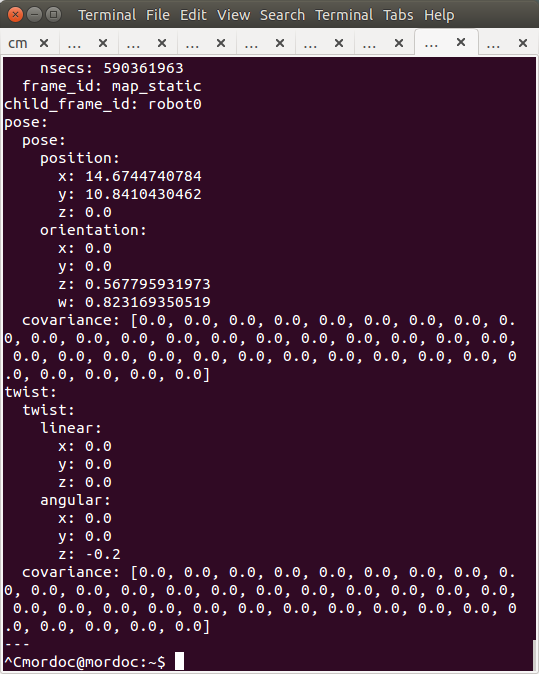 Terminal File Edit View Search Terminal Tabs Help
cm × ... × ... × ... × ... × ... × ... × ... × ... ×
    nsecs: 590361963
  frame_id: map_static
child_frame_id: robot0
pose:
  pose:
    position:
      x: 14.6744740784
      y: 10.8410430462
      z: 0.0
    orientation:
      x: 0.0
      y: 0.0
      z: 0.567795931973
      w: 0.823169350519
  covariance: [0.0, 0.0, 0.0, 0.0, 0.0, 0.0, 0.0, 0.0, 0.
0, 0.0, 0.0, 0.0, 0.0, 0.0, 0.0, 0.0, 0.0, 0.0, 0.0, 0.0,
 0.0, 0.0, 0.0, 0.0, 0.0, 0.0, 0.0, 0.0, 0.0, 0.0, 0.0, 0
.0, 0.0, 0.0, 0.0, 0.0]
twist:
  twist:
    linear:
      x: 0.0
      y: 0.0
      z: 0.0
    angular:
      x: 0.0
      y: 0.0
      z: -0.2
  covariance: [0.0, 0.0, 0.0, 0.0, 0.0, 0.0, 0.0, 0.0, 0.
0, 0.0, 0.0, 0.0, 0.0, 0.0, 0.0, 0.0, 0.0, 0.0, 0.0, 0.0,
 0.0, 0.0, 0.0, 0.0, 0.0, 0.0, 0.0, 0.0, 0.0, 0.0, 0.0, 0
.0, 0.0, 0.0, 0.0, 0.0]
---
^Cmordoc@mordoc:~$